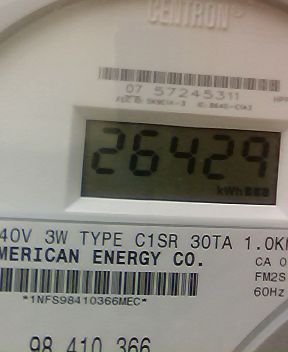 CENTRON®
07 57245311
26429
kWh
40V 3W TYPE C1SR 30TA 1.0K
MERICAN ENERGY CO.
CA 0
FM2S
60Hz
*1NFS98410366MEC*
98 410 366